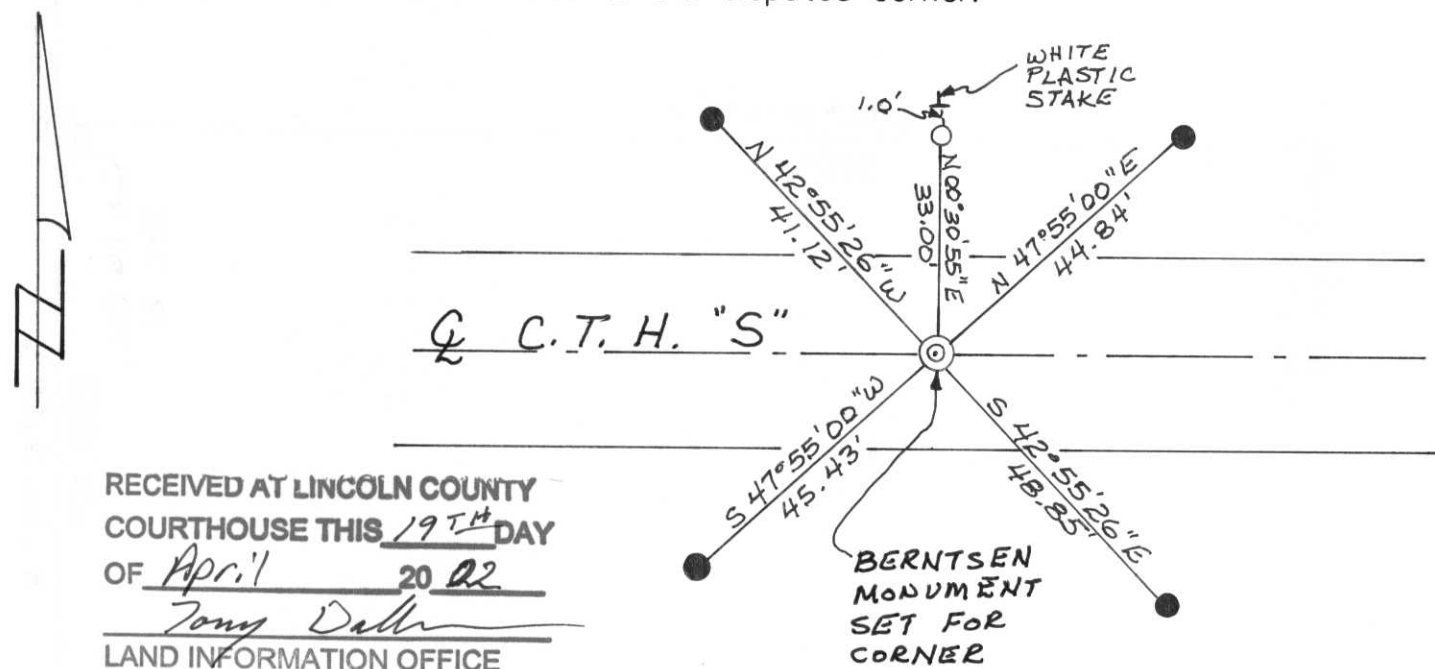 WHITE
PLASTIC
STAKE
1.0'
N 42°55'26"W
41.12'
N 00°30'55"E
33.00'
N 47°55'00"E
44.84'
C.T.H. "S"
S 47°55'00"W
45.43'
S 42°55'26"E
48.85'
BERNTSEN
MONUMENT
SET FOR
CORNER
RECEIVED AT LINCOLN COUNTY
COURTHOUSE THIS 19TH DAY
OF April 2002
Tony
LAND INFORMATION OFFICE